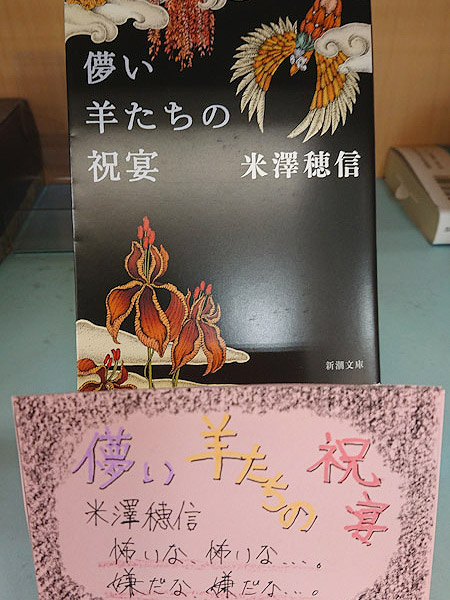 儚い
羊たちの
祝宴
米澤穂信
新潮文庫
儚い羊たちの祝宴
米澤穂信
怖いな、怖いな…。
嫌だな、嫌だな…。